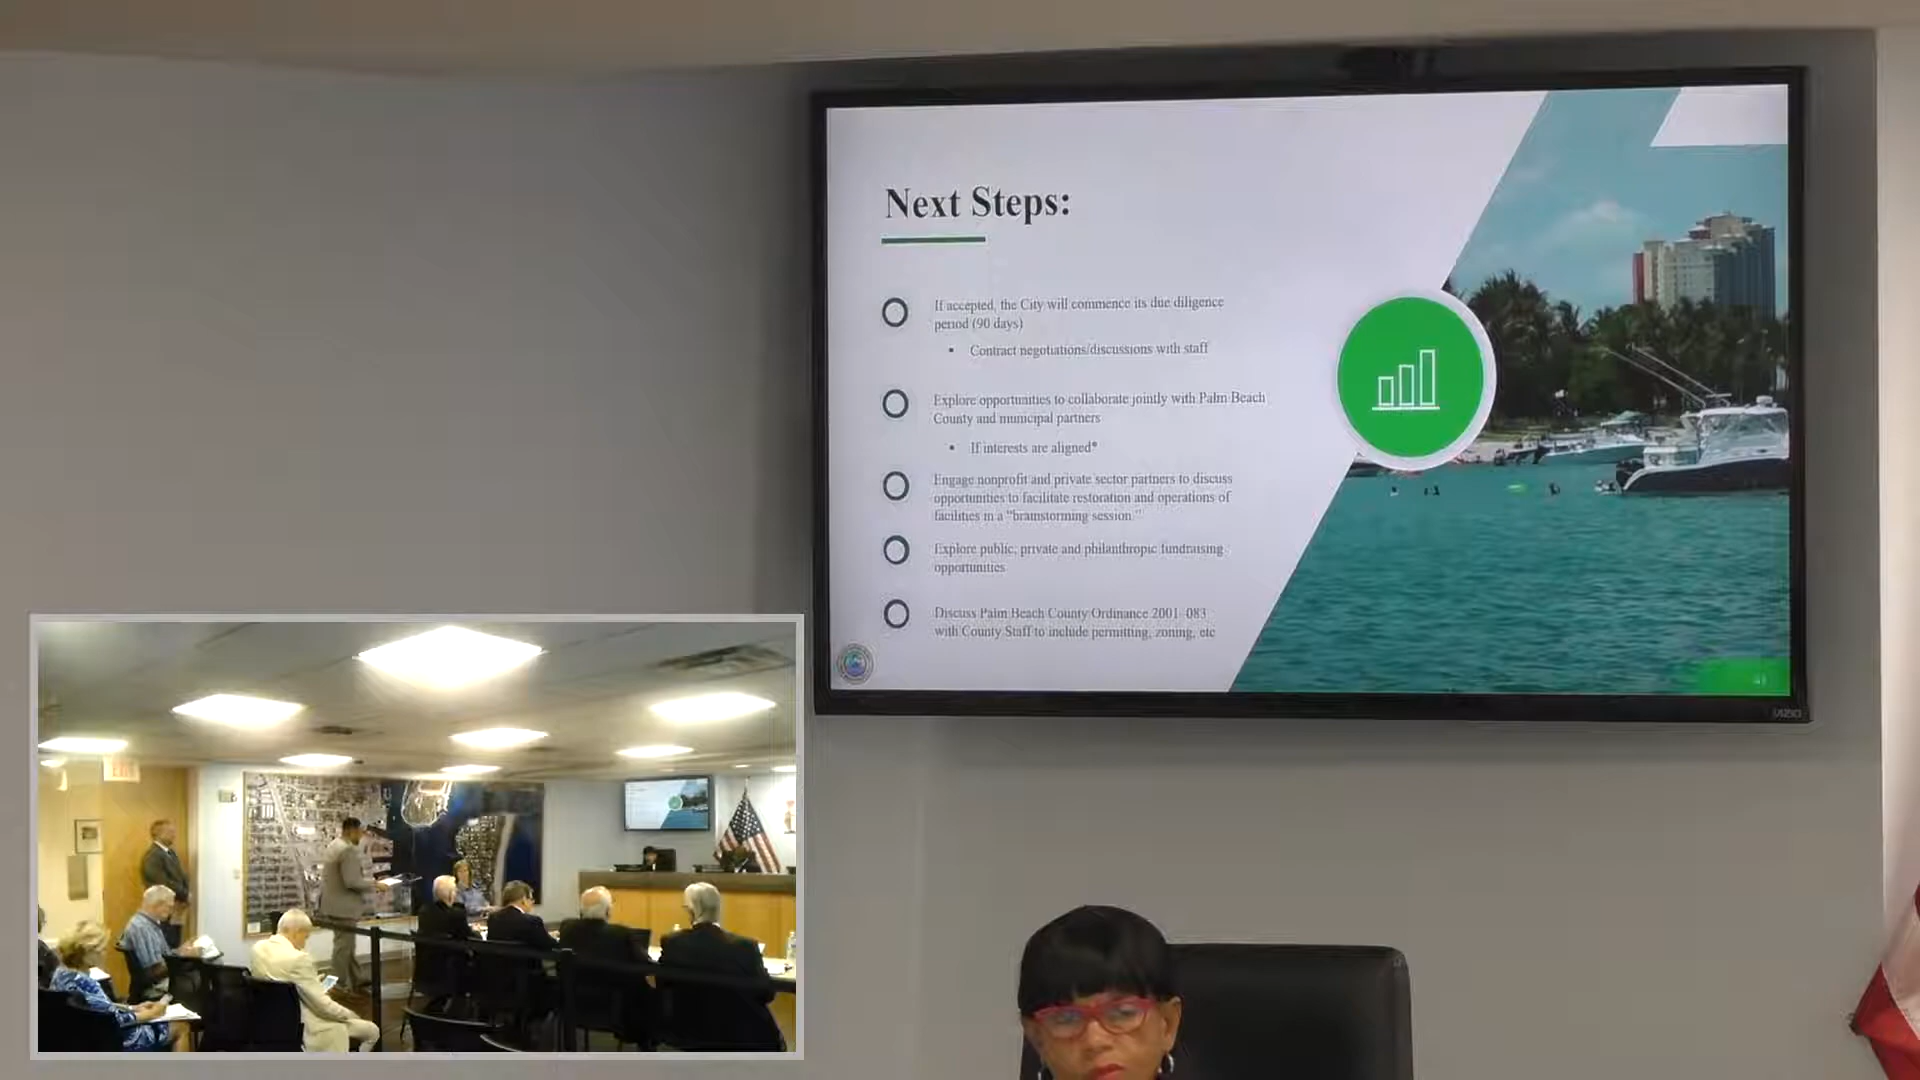 Next Steps:
If accepted, the City will commence its due diligence
period (90 days)
• Contract negotiations/discussions with staff
Explore opportunities to collaborate jointly with Palm Beach
County and municipal partners
• If interests are aligned*
Engage nonprofit and private sector partners to discuss
opportunities to facilitate restoration and operations of
facilities in a "brainstorming session."
Explore public, private and philanthropic fundraising
opportunities
Discuss Palm Beach County Ordinance 2001-083
with County Staff to include permitting, zoning, etc
VIZIO
EXIT